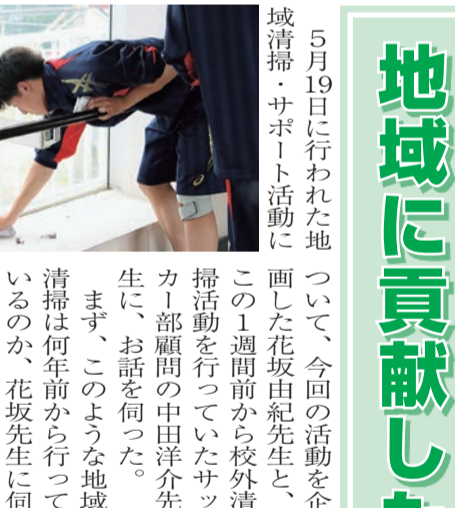 地域に貢献した
５月19日に行われた地
域清掃・サポート活動に
ついて、今回の活動を企
画した花坂由紀先生と、
この１週間前から校外清
掃活動を行っていたサッ
カー部顧問の中田洋介先
生に、お話を伺った。
まず、このような地域
清掃は何年前から行って
いるのか、花坂先生に伺